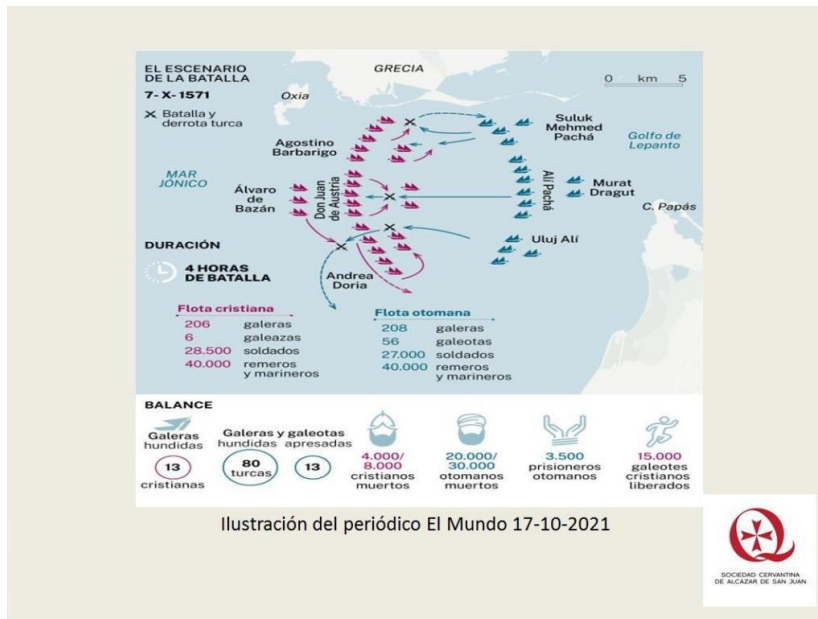 EL ESCENARIO
DE LA BATALLA
7-X-1571
Batalla y
derrota turca
GRECIA
0 km 5
Oxia
Agostino
Barbarigo
Suluk
Mehmed
Pachá
Golfo de
Lepanto
MAR
JÓNICO
Álvaro
de
Bazán
Don Juan
de Austria
Alí Pachá
Murat
Dragut
C. Papás
Uluj Alí
Andrea
Doria
DURACIÓN
4 HORAS
DE BATALLA
Flota cristiana
206 galeras
6 galeazas
28.500 soldados
40.000 remeros
y marineros
Flota otomana
208 galeras
56 galeotas
27.000 soldados
40.000 remeros
y marineros
BALANCE
Galeras
hundidas
13
cristianas
Galeras y galeotas
hundidas apresadas
80
turcas
13
4.000/
8.000
cristianos
muertos
20.000/
30.000
otomanos
muertos
3.500
prisioneros
otomanos
15.000
galeotes
cristianos
liberados
Ilustración del periódico El Mundo 17-10-2021
SOCIEDAD CERVANTINA
DE ALCÁZAR DE SAN JUAN